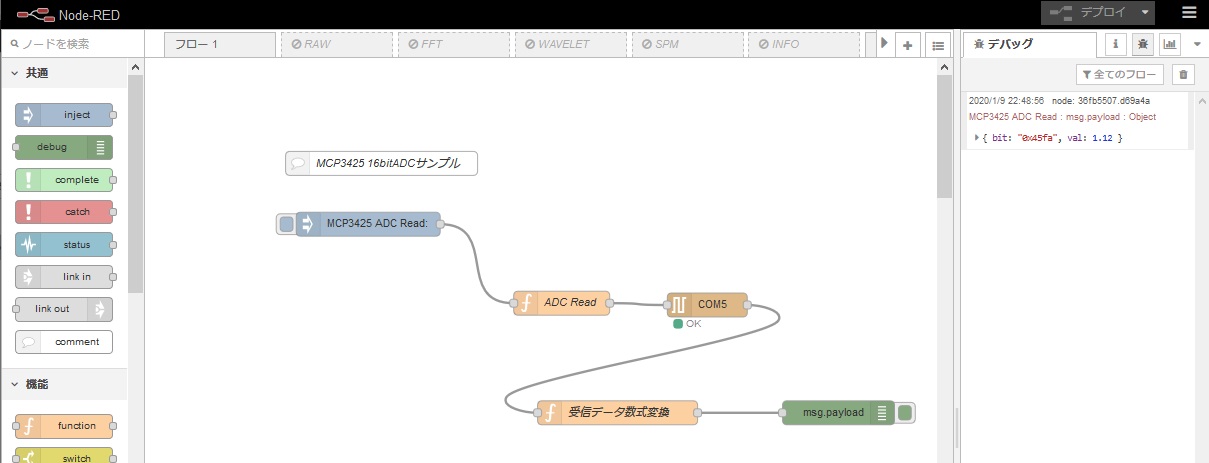 Node-RED
デプロイ
ノードを検索
フロー 1
RAW
FFT
WAVELET
SPM
INFO
デバッグ
共通
全てのフロー
inject
debug
complete
catch
status
link in
link out
comment
機能
function
switch
MCP3425 16bitADCサンプル
MCP3425 ADC Read:
ADC Read
COM5
OK
受信データ数式変換
msg.payload
2020/1/9 22:48:56 node: 36fb5507.d69a4a
MCP3425 ADC Read : msg.payload : Object
{ bit: "0x45fa", val: 1.12 }